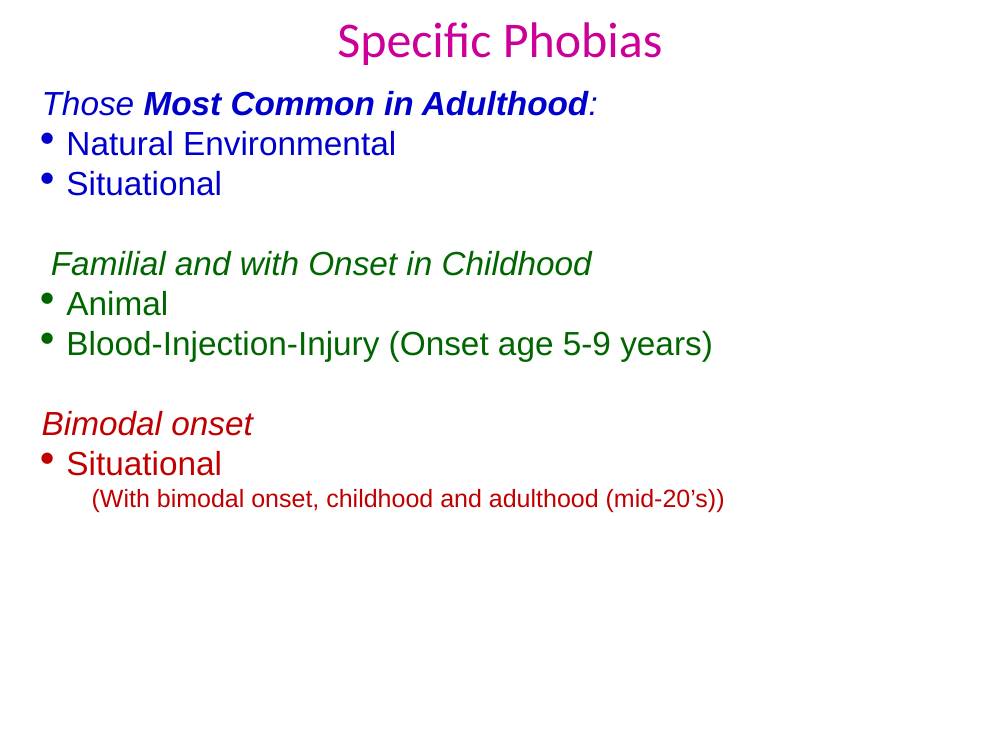 Specific Phobias
Those Most Common in Adulthood:
• Natural Environmental
• Situational
Familial and with Onset in Childhood
• Animal
• Blood-Injection-Injury (Onset age 5-9 years)
Bimodal onset
• Situational
(With bimodal onset, childhood and adulthood (mid-20’s))